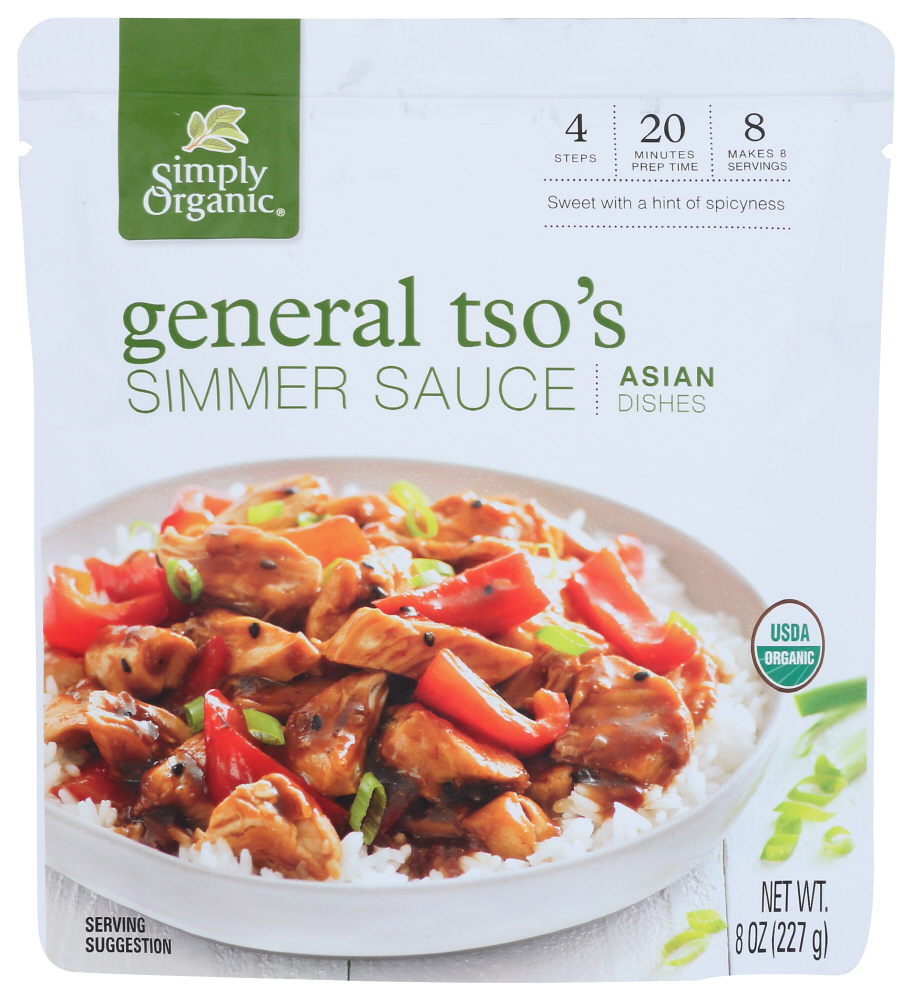 Simply
Organic®
4
STEPS
20
MINUTES
PREP TIME
8
MAKES 8
SERVINGS
Sweet with a hint of spicyness
general tso's
SIMMER SAUCE
ASIAN
DISHES
USDA
ORGANIC
SERVING
SUGGESTION
NET WT.
8 OZ (227 g)